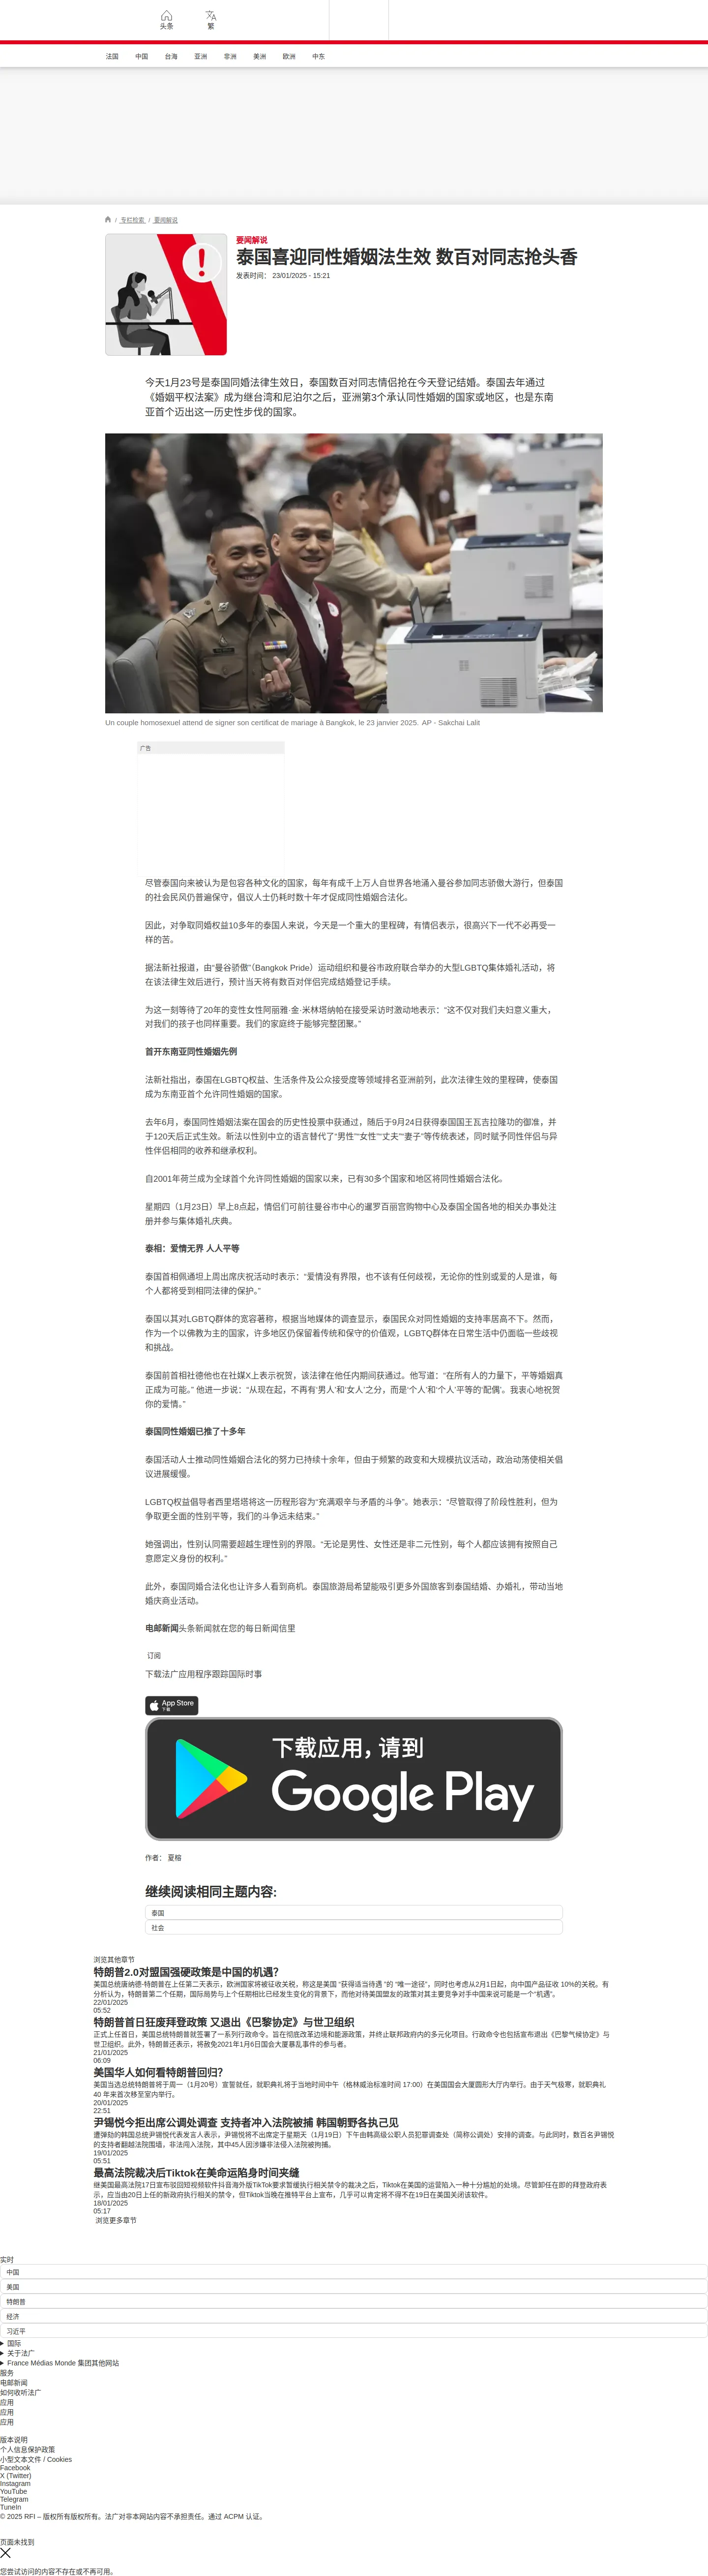 头条
繁
法国
中国
台海
亚洲
非洲
美洲
欧洲
中东
/ 专栏检索 / 要闻解说
要闻解说
泰国喜迎同性婚姻法生效 数百对同志抢头香
发表时间： 23/01/2025 - 15:21
今天1月23号是泰国同婚法律生效日，泰国数百对同志情侣抢在今天登记结婚。泰国去年通过
《婚姻平权法案》成为继台湾和尼泊尔之后，亚洲第3个承认同性婚姻的国家或地区，也是东南
亚首个迈出这一历史性步伐的国家。
Un couple homosexuel attend de signer son certificat de mariage à Bangkok, le 23 janvier 2025. AP - Sakchai Lalit
广告
尽管泰国向来被认为是包容各种文化的国家，每年有成千上万人自世界各地涌入曼谷参加同志骄傲大游行，但泰国
的社会民风仍普遍保守，倡议人士仍耗时数十年才促成同性婚姻合法化。
因此，对争取同婚权益10多年的泰国人来说，今天是一个重大的里程碑，有情侣表示，很高兴下一代不必再受一
样的苦。
据法新社报道，由“曼谷骄傲”（Bangkok Pride）运动组织和曼谷市政府联合举办的大型LGBTQ集体婚礼活动，将
在该法律生效后进行，预计当天将有数百对伴侣完成结婚登记手续。
为这一刻等待了20年的变性女性阿丽雅·金·米林塔纳帕在接受采访时激动地表示：“这不仅对我们夫妇意义重大，
对我们的孩子也同样重要。我们的家庭终于能够完整团聚。”
首开东南亚同性婚姻先例
法新社指出，泰国在LGBTQ权益、生活条件及公众接受度等领域排名亚洲前列，此次法律生效的里程碑，使泰国
成为东南亚首个允许同性婚姻的国家。
去年6月，泰国同性婚姻法案在国会的历史性投票中获通过，随后于9月24日获得泰国国王瓦吉拉隆功的御准，并
于120天后正式生效。新法以性别中立的语言替代了“男性”“女性”“丈夫”“妻子”等传统表述，同时赋予同性伴侣与异
性伴侣相同的收养和继承权利。
自2001年荷兰成为全球首个允许同性婚姻的国家以来，已有30多个国家和地区将同性婚姻合法化。
星期四（1月23日）早上8点起，情侣们可前往曼谷市中心的暹罗百丽宫购物中心及泰国全国各地的相关办事处注
册并参与集体婚礼庆典。
泰相：爱情无界 人人平等
泰国首相佩通坦上周出席庆祝活动时表示：“爱情没有界限，也不该有任何歧视，无论你的性别或爱的人是谁，每
个人都将受到相同法律的保护。”
泰国以其对LGBTQ群体的宽容著称，根据当地媒体的调查显示，泰国民众对同性婚姻的支持率居高不下。然而，
作为一个以佛教为主的国家，许多地区仍保留着传统和保守的价值观，LGBTQ群体在日常生活中仍面临一些歧视
和挑战。
泰国前首相社德他也在社媒X上表示祝贺，该法律在他任内期间获通过。他写道：“在所有人的力量下，平等婚姻真
正成为可能。” 他进一步说：“从现在起，不再有‘男人’和‘女人’之分，而是‘个人’和‘个人’平等的‘配偶’。我衷心地祝贺
你的爱情。”
泰国同性婚姻已推了十多年
泰国活动人士推动同性婚姻合法化的努力已持续十余年，但由于频繁的政变和大规模抗议活动，政治动荡使相关倡
议进展缓慢。
LGBTQ权益倡导者西里塔塔将这一历程形容为“充满艰辛与矛盾的斗争”。她表示：“尽管取得了阶段性胜利，但为
争取更全面的性别平等，我们的斗争远未结束。”
她强调出，性别认同需要超越生理性别的界限。“无论是男性、女性还是非二元性别，每个人都应该拥有按照自己
意愿定义身份的权利。”
此外，泰国同婚合法化也让许多人看到商机。泰国旅游局希望能吸引更多外国旅客到泰国结婚、办婚礼，带动当地
婚庆商业活动。
电邮新闻头条新闻就在您的每日新闻信里
订阅
下载法广应用程序跟踪国际时事
App Store
下载
下载应用，请到
Google Play
作者： 夏榕
继续阅读相同主题内容:
泰国
社会
浏览其他章节
特朗普2.0对盟国强硬政策是中国的机遇？
美国总统唐纳德·特朗普在上任第二天表示，欧洲国家将被征收关税，称这是美国 "获得适当待遇 "的 "唯一途径"，同时也考虑从2月1日起，向中国产品征收 10%的关税。有
分析认为，特朗普第二个任期，国际局势与上个任期相比已经发生变化的背景下，而他对待美国盟友的政策对其主要竞争对手中国来说可能是一个“机遇”。
22/01/2025
05:52
特朗普首日狂废拜登政策 又退出《巴黎协定》与世卫组织
正式上任首日，美国总统特朗普就签署了一系列行政命令，旨在彻底改革边境和能源政策，并终止联邦政府内的多元化项目。行政命令也包括宣布退出《巴黎气候协定》与
世卫组织。此外，特朗普还表示，将赦免2021年1月6日国会大厦暴乱事件的参与者。
21/01/2025
06:09
美国华人如何看特朗普回归？
美国当选总统特朗普将于周一（1月20号）宣誓就任，就职典礼将于当地时间中午（格林威治标准时间 17:00）在美国国会大厦圆形大厅内举行。由于天气极寒，就职典礼
40 年来首次移至室内举行。
20/01/2025
22:51
尹锡悦今拒出席公调处调查 支持者冲入法院被捕 韩国朝野各执己见
遭弹劾的韩国总统尹锡悦代表发言人表示，尹锡悦将不出席定于星期天（1月19日）下午由韩高级公职人员犯罪调查处（简称公调处）安排的调查。与此同时，数百名尹锡悦
的支持者翻越法院围墙，非法闯入法院，其中45人因涉嫌非法侵入法院被拘捕。
19/01/2025
05:51
最高法院裁决后Tiktok在美命运陷身时间夹缝
继美国最高法院17日宣布驳回短视频软件抖音海外版TikTok要求暂缓执行相关禁令的裁决之后，Tiktok在美国的运营陷入一种十分尴尬的处境。尽管卸任在即的拜登政府表
示，应当由20日上任的新政府执行相关的禁令，但Tiktok当晚在推特平台上宣布，几乎可以肯定将不得不在19日在美国关闭该软件。
18/01/2025
05:17
浏览更多章节
实时
中国
美国
特朗普
经济
习近平
国际
关于法广
France Médias Monde 集团其他网站
服务
电邮新闻
如何收听法广
应用
应用
应用
版本说明
个人信息保护政策
小型文本文件 / Cookies
Facebook
X (Twitter)
Instagram
YouTube
Telegram
TuneIn
© 2025 RFI – 版权所有版权所有。法广对非本网站内容不承担责任。通过 ACPM 认证。
页面未找到
您尝试访问的内容不存在或不再可用。